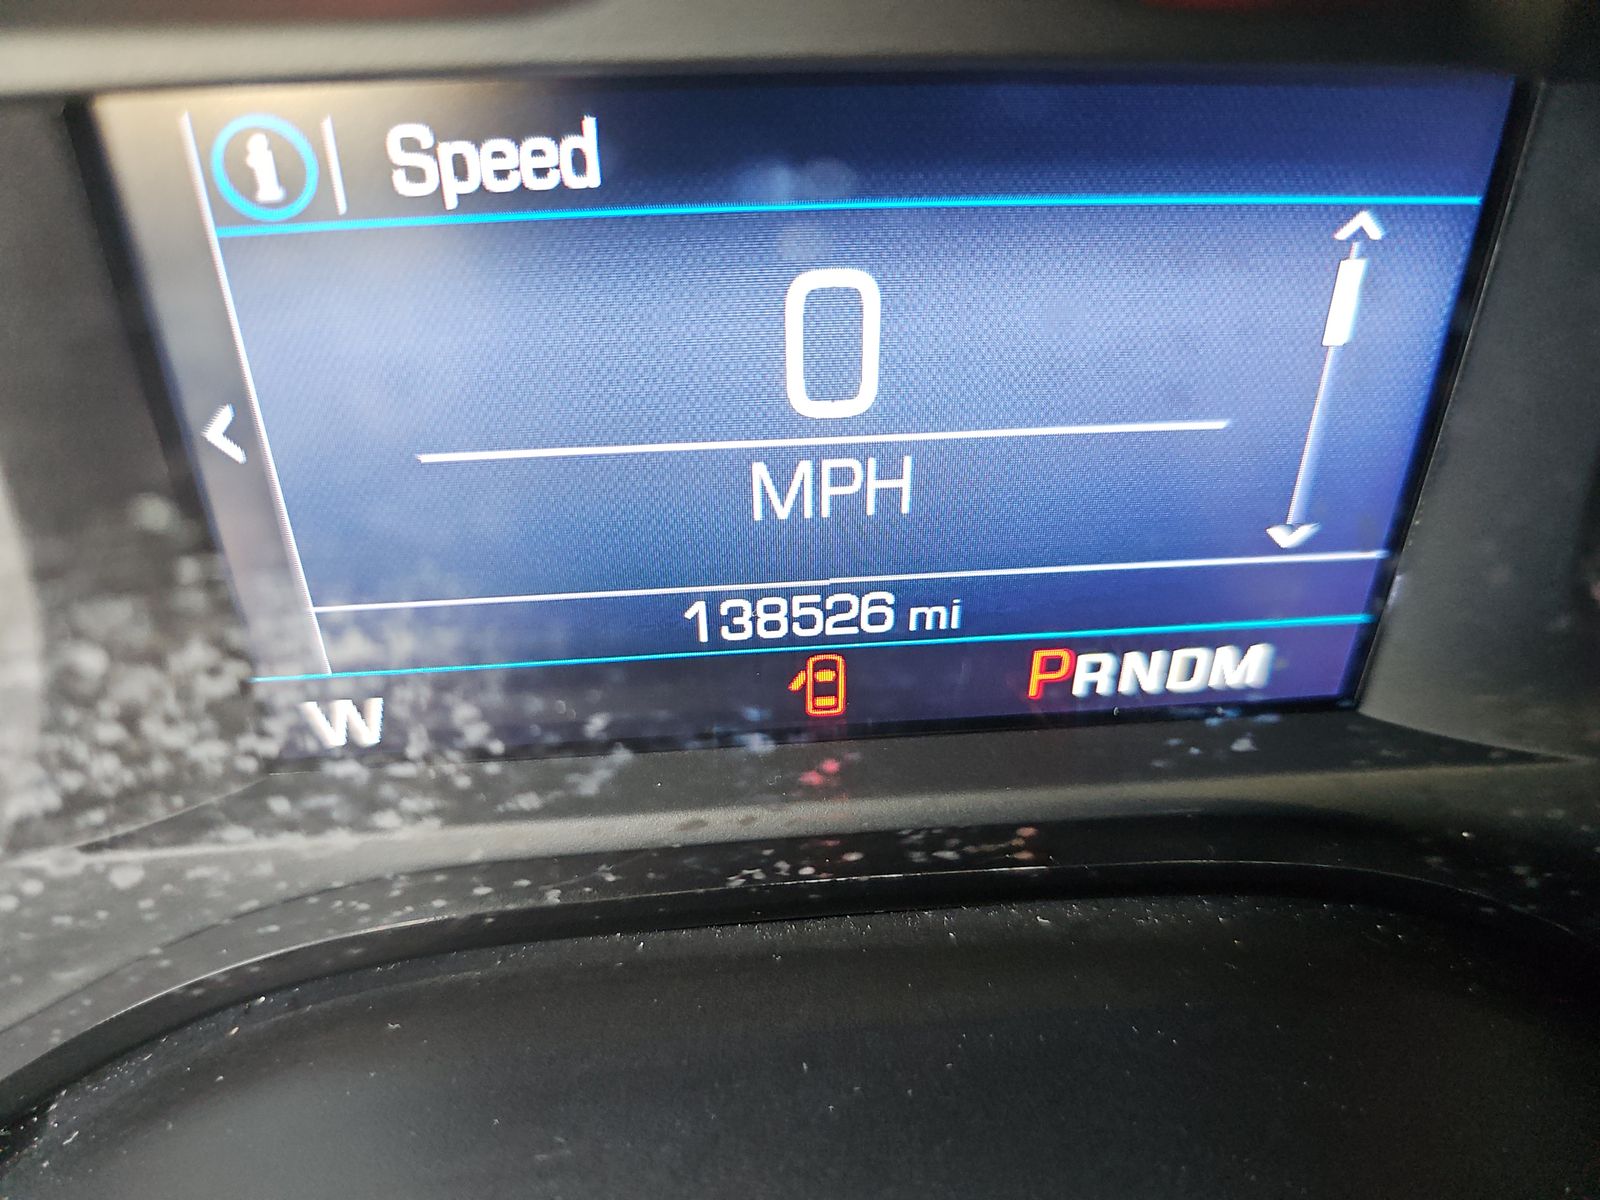 i Speed
0
MPH
138526 mi
W PRNDM